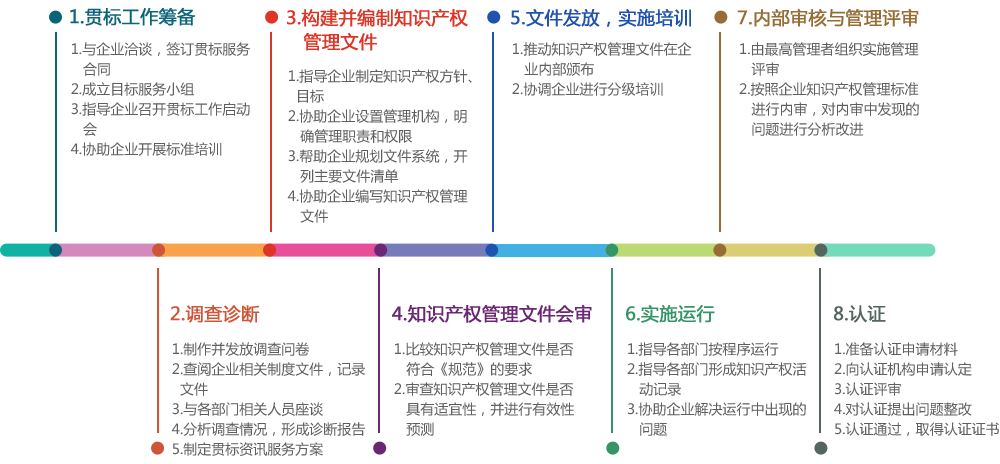 1.贯标工作筹备
1.与企业洽谈，签订贯标服务
合同
2.成立目标服务小组
3.指导企业召开贯标工作启动
会
4.协助企业开展标准培训
2.调查诊断
1.制作并发放调查问卷
2.查阅企业相关制度文件，记录
文件
3.与各部门相关人员座谈
4.分析调查情况，形成诊断报告
5.制定贯标资讯服务方案
3.构建并编制知识产权
管理文件
1.指导企业制定知识产权方针、
目标
2.协助企业设置管理机构，明
确管理职责和权限
3.帮助企业规划文件系统，开
列主要文件清单
4.协助企业编写知识产权管理
文件
4.知识产权管理文件会审
1.比较知识产权管理文件是否
符合《规范》的要求
2.审查知识产权管理文件是否
具有适宜性，并进行有效性
预测
5.文件发放，实施培训
1.推动知识产权管理文件在企
业内部颁布
2.协调企业进行分级培训
6.实施运行
1.指导各部门按程序运行
2.指导各部门形成知识产权活
动记录
3.协助企业解决运行中出现的
问题
7.内部审核与管理评审
1.由最高管理者组织实施管理
评审
2.按照企业知识产权管理标准
进行内审，对内审中发现的
问题进行分析改进
8.认证
1.准备认证申请材料
2.向认证机构申请认定
3.认证评审
4.对认证提出问题整改
5.认证通过，取得认证证书